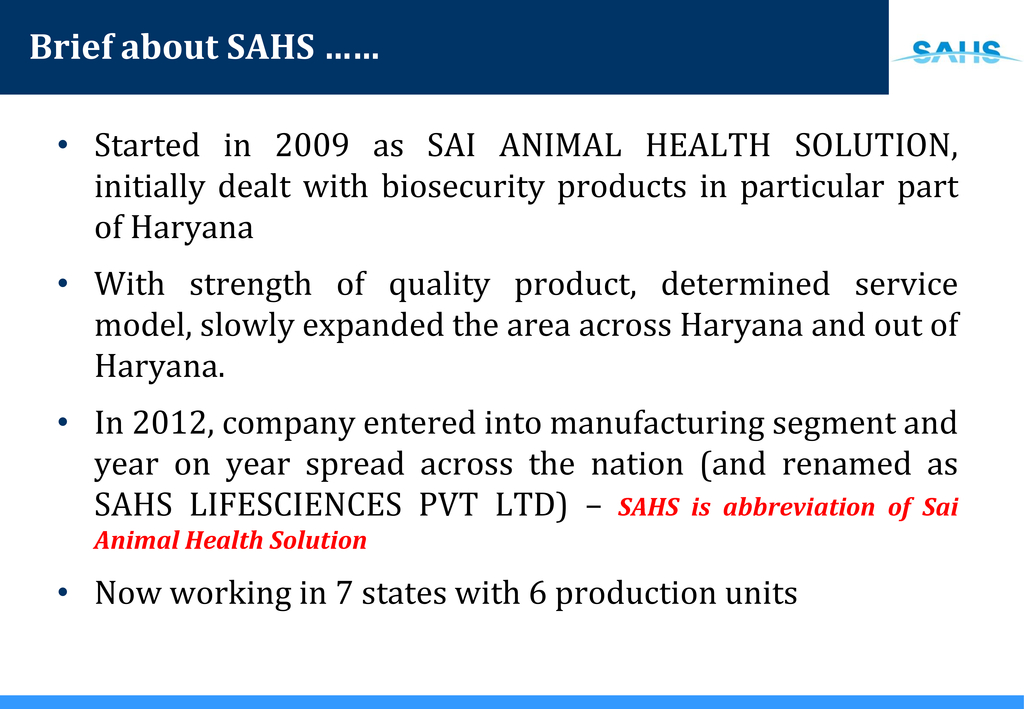 Brief about SAHS ......
SAHS
• Started in 2009 as SAI ANIMAL HEALTH SOLUTION,
initially dealt with biosecurity products in particular part
of Haryana
• With strength of quality product, determined service
model, slowly expanded the area across Haryana and out of
Haryana.
• In 2012, company entered into manufacturing segment and
year on year spread across the nation (and renamed as
SAHS LIFESCIENCES PVT LTD) – SAHS is abbreviation of Sai
Animal Health Solution
• Now working in 7 states with 6 production units